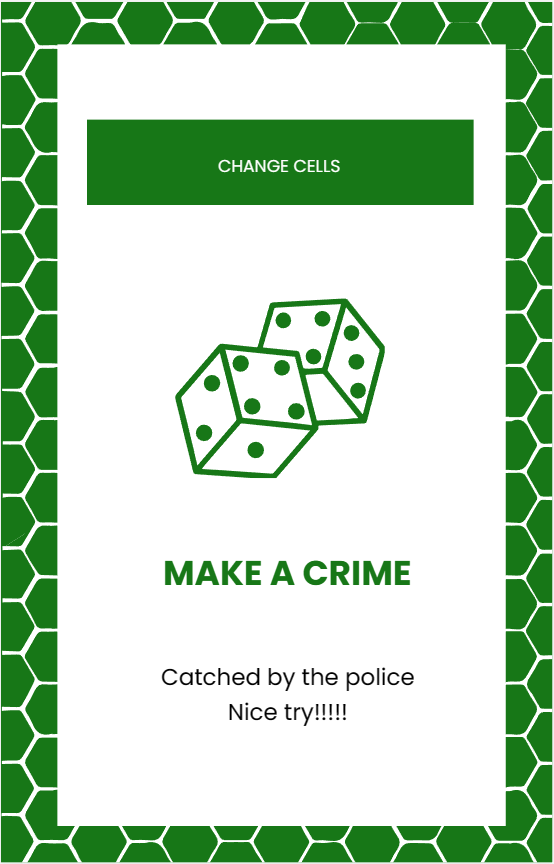 CHANGE CELLS
MAKE A CRIME
Catched by the police
Nice try!!!!!